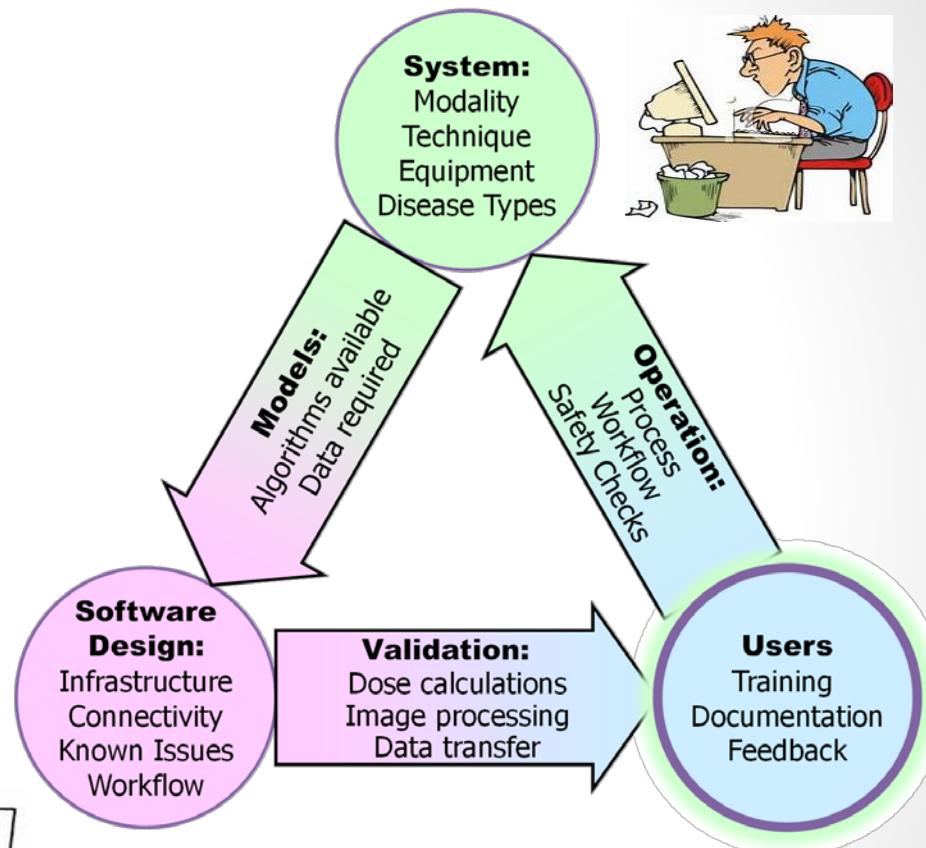 System:
Modality
Technique
Equipment
Disease Types
Models:
Algorithms available
Data required
Operation:
Process
Workflow
Safety Checks
Software
Design:
Infrastructure
Connectivity
Known Issues
Workflow
Validation:
Dose calculations
Image processing
Data transfer
Users
Training
Documentation
Feedback